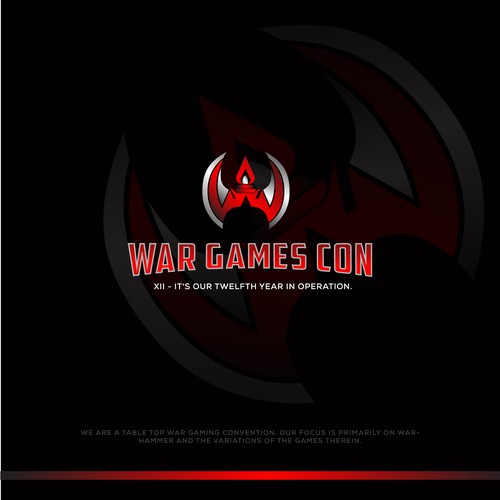 WAR GAMES CON
XII - IT'S OUR TWELFTH YEAR IN OPERATION.
WE ARE A TABLE TOP WAR GAMING CONVENTION. OUR FOCUS IS PRIMARILY ON WAR-
HAMMER AND THE VARIATIONS OF THE GAMES THEREIN.